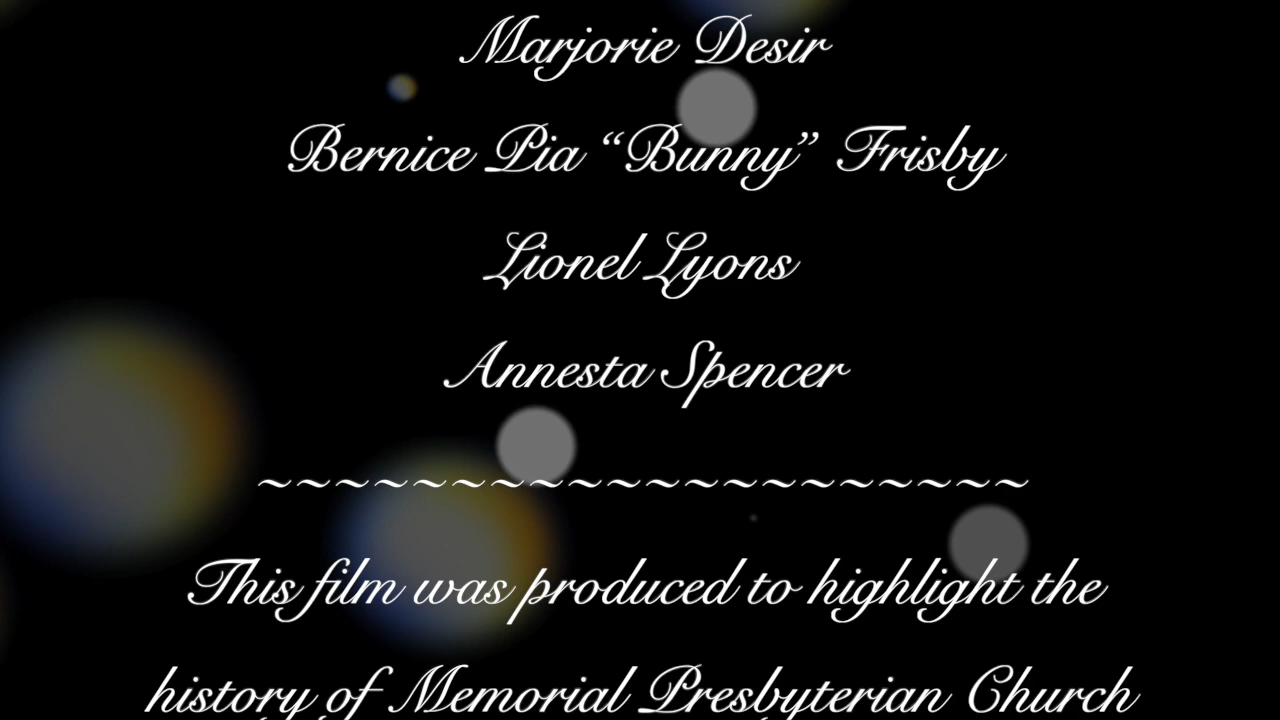 Marjorie Desir
Bernice Pia “Bunny” Frisby
Lionel Lyons
Annesta Spencer
~~~~~~~~~~~~~~~~~~~~
This film was produced to highlight the
history of Memorial Presbyterian Church